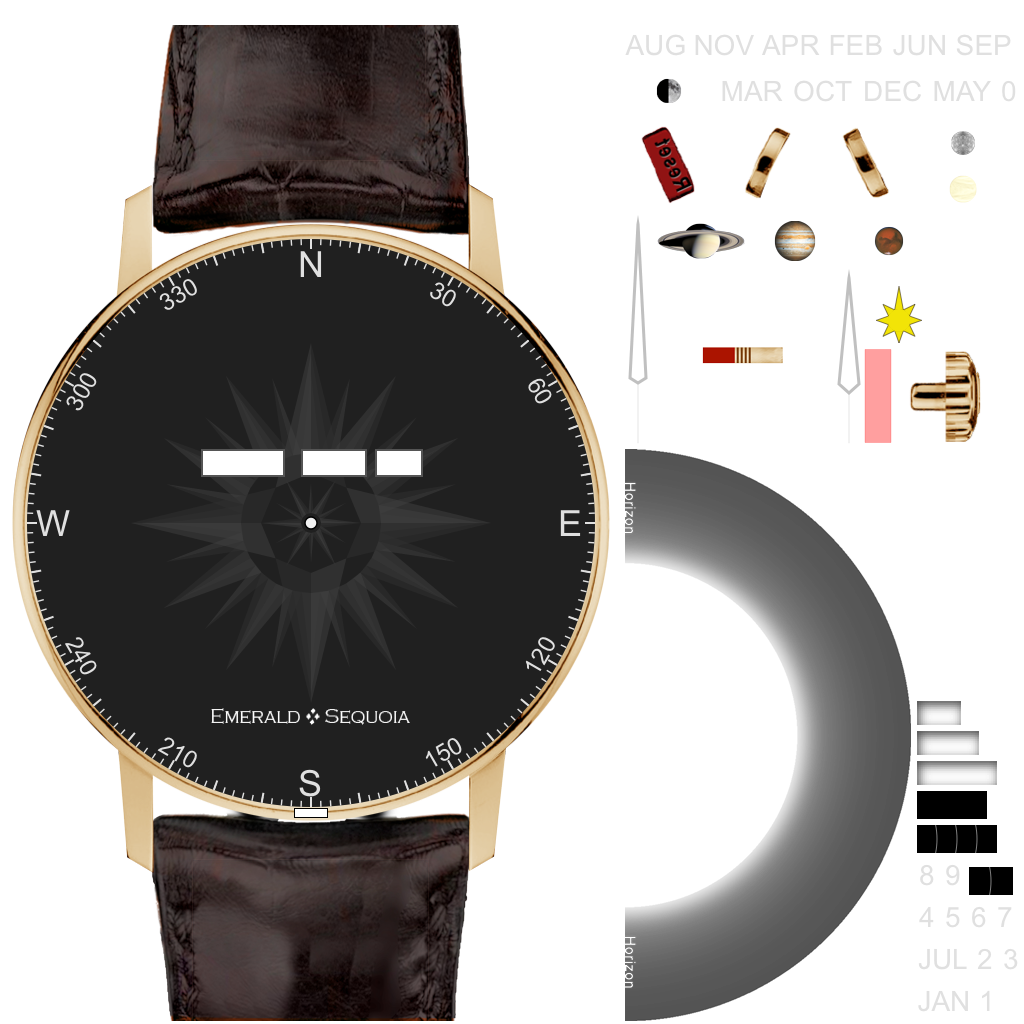 AUG NOV APR FEB JUN SEP
MAR OCT DEC MAY 0
Reset
N
330
30
300
60
W
E
240
120
210
150
S
EMERALD SEQUOIA
Horizon
Horizon
8 9
4 5 6 7
JUL 2 3
JAN 1